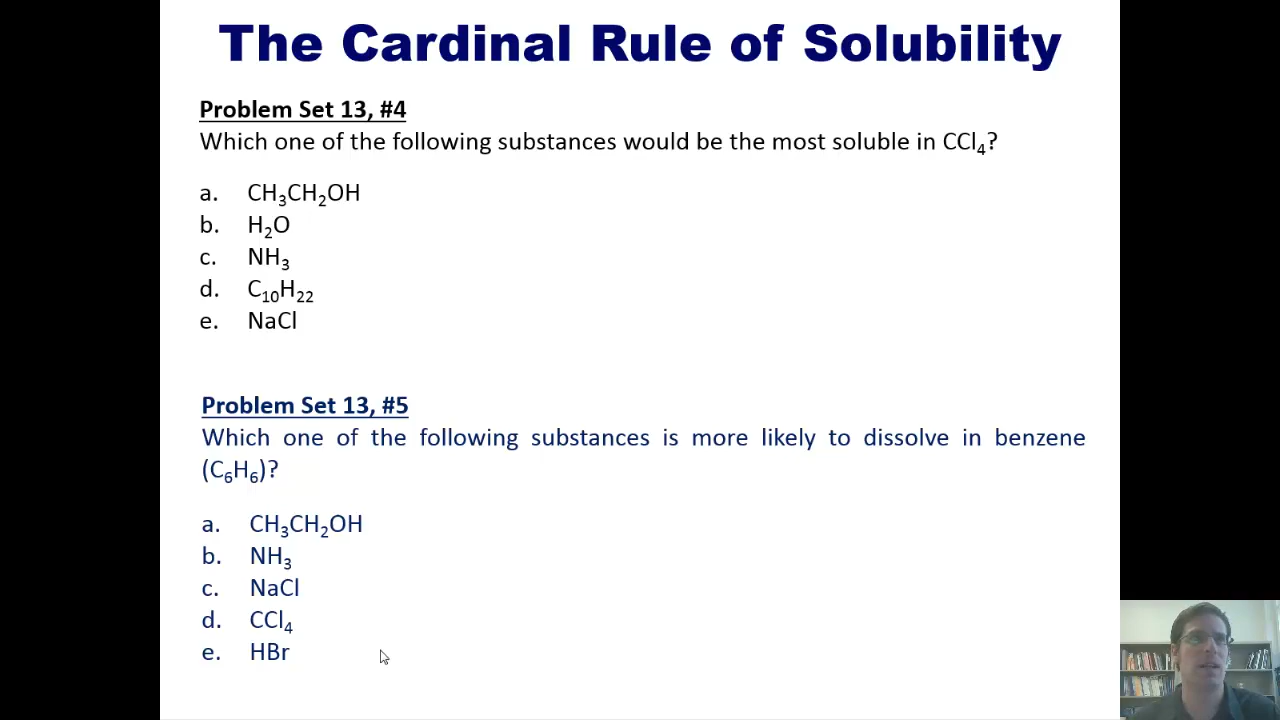 The Cardinal Rule of Solubility
Problem Set 13, #4
Which one of the following substances would be the most soluble in CCl₄?
a. CH₃CH₂OH
b. H₂O
c. NH₃
d. C₁₀H₂₂
e. NaCl
Problem Set 13, #5
Which one of the following substances is more likely to dissolve in benzene
(C₆H₆)?
a. CH₃CH₂OH
b. NH₃
c. NaCl
d. CCl₄
e. HBr